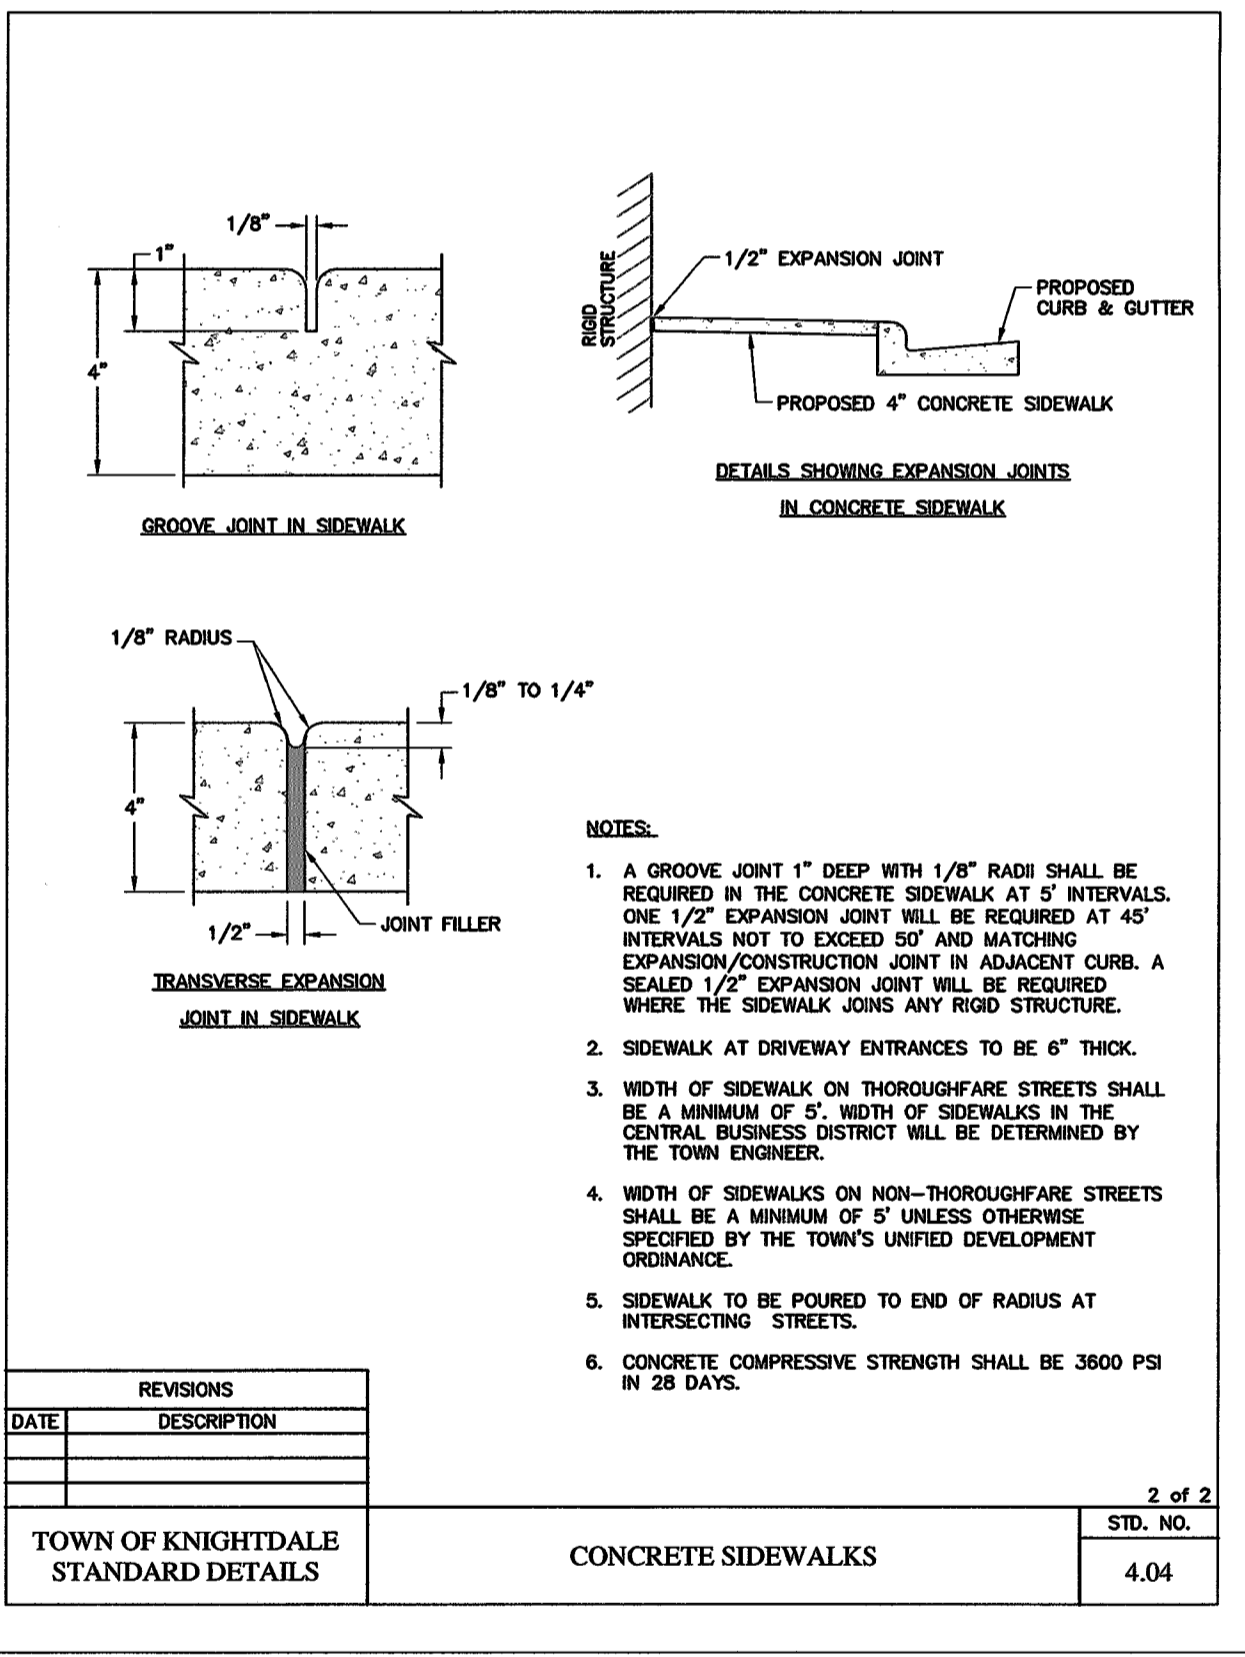 1/8"
1"
4"
GROOVE JOINT IN SIDEWALK
RIGID
STRUCTURE
1/2" EXPANSION JOINT
PROPOSED
CURB & GUTTER
PROPOSED 4" CONCRETE SIDEWALK
DETAILS SHOWING EXPANSION JOINTS
IN CONCRETE SIDEWALK
1/8" RADIUS
1/8" TO 1/4"
4"
1/2"
JOINT FILLER
TRANSVERSE EXPANSION
JOINT IN SIDEWALK
NOTES:
1. A GROOVE JOINT 1" DEEP WITH 1/8" RADII SHALL BE
REQUIRED IN THE CONCRETE SIDEWALK AT 5' INTERVALS.
ONE 1/2" EXPANSION JOINT WILL BE REQUIRED AT 45'
INTERVALS NOT TO EXCEED 50' AND MATCHING
EXPANSION/CONSTRUCTION JOINT IN ADJACENT CURB. A
SEALED 1/2" EXPANSION JOINT WILL BE REQUIRED
WHERE THE SIDEWALK JOINS ANY RIGID STRUCTURE.
2. SIDEWALK AT DRIVEWAY ENTRANCES TO BE 6" THICK.
3. WIDTH OF SIDEWALK ON THOROUGHFARE STREETS SHALL
BE A MINIMUM OF 5'. WIDTH OF SIDEWALKS IN THE
CENTRAL BUSINESS DISTRICT WILL BE DETERMINED BY
THE TOWN ENGINEER.
4. WIDTH OF SIDEWALKS ON NON-THOROUGHFARE STREETS
SHALL BE A MINIMUM OF 5' UNLESS OTHERWISE
SPECIFIED BY THE TOWN'S UNIFIED DEVELOPMENT
ORDINANCE.
5. SIDEWALK TO BE POURED TO END OF RADIUS AT
INTERSECTING STREETS.
6. CONCRETE COMPRESSIVE STRENGTH SHALL BE 3600 PSI
IN 28 DAYS.
REVISIONS
DATE DESCRIPTION
2 of 2
TOWN OF KNIGHTDALE
STANDARD DETAILS
CONCRETE SIDEWALKS
STD. NO.
4.04